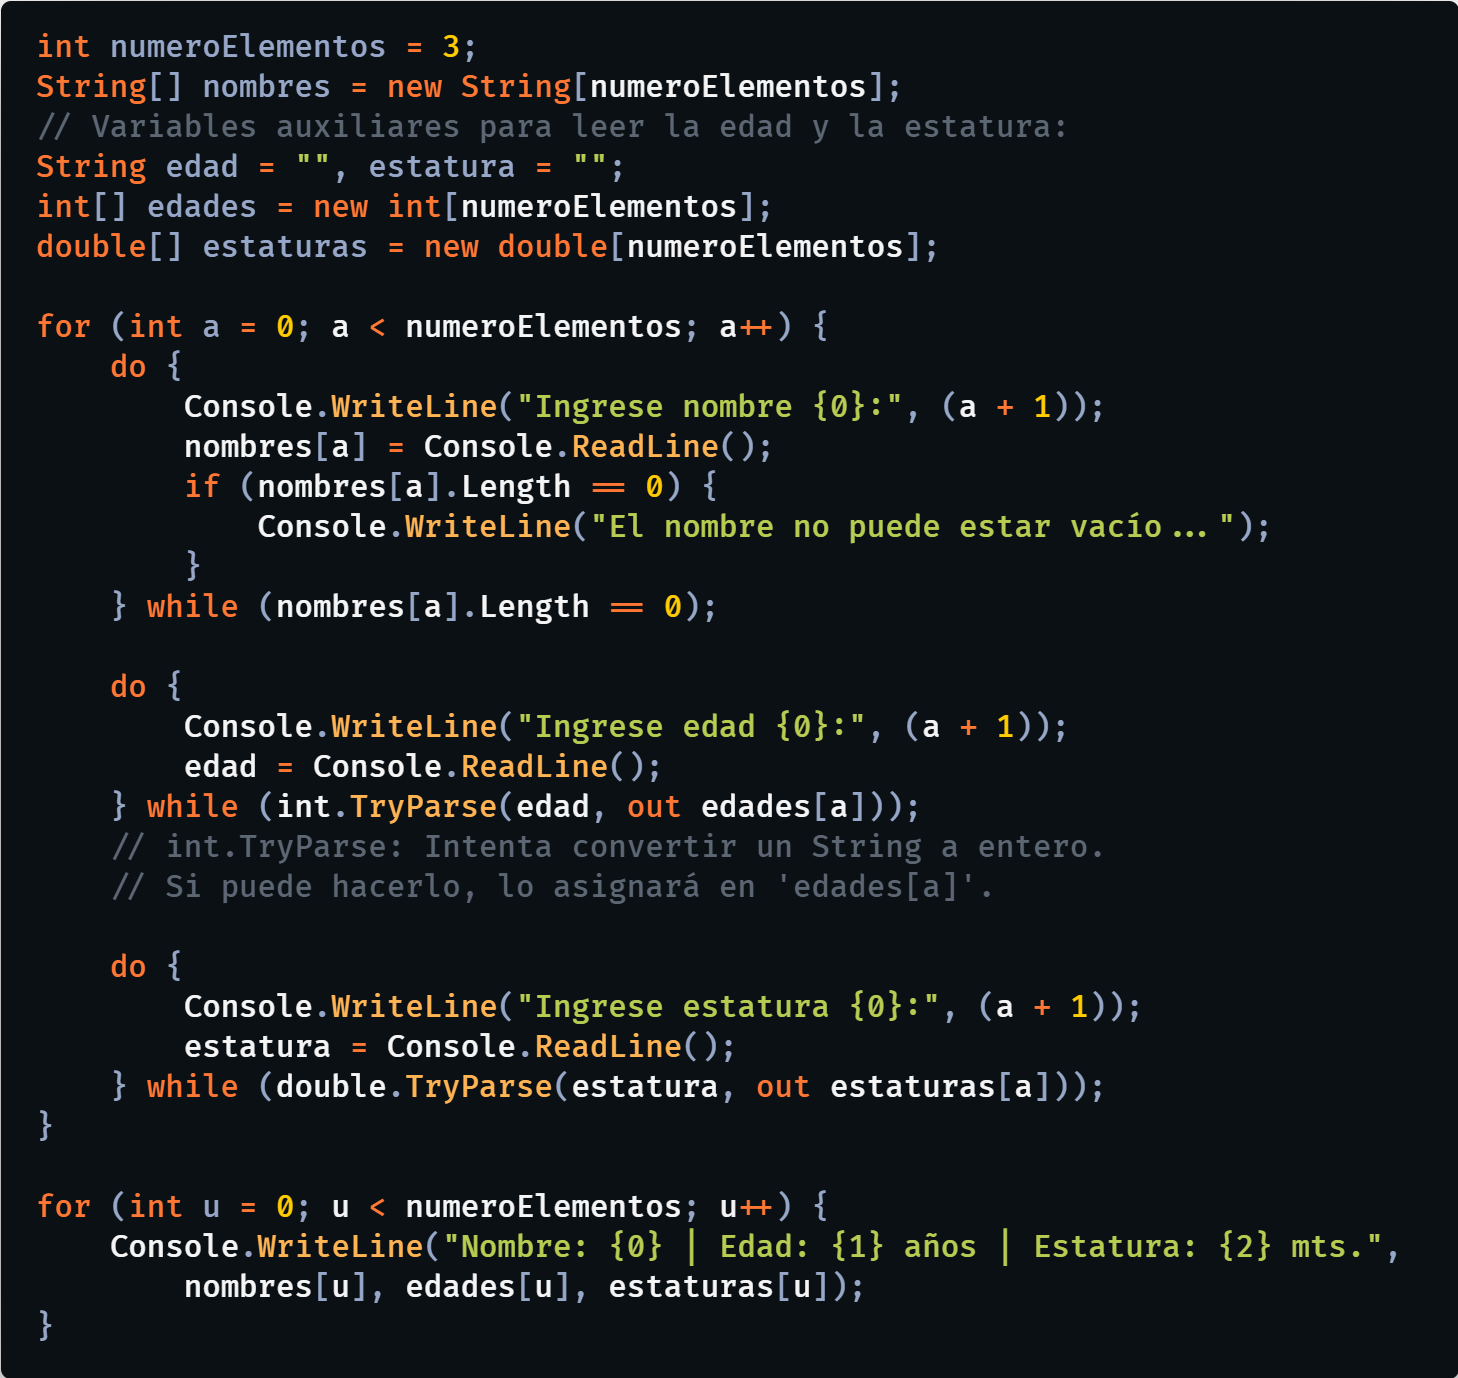 int numeroElementos = 3;
String[] nombres = new String[numeroElementos];
// Variables auxiliares para leer la edad y la estatura:
String edad = "", estatura = "";
int[] edades = new int[numeroElementos];
double[] estaturas = new double[numeroElementos];

for (int a = 0; a < numeroElementos; a++) {
    do {
        Console.WriteLine("Ingrese nombre {0}:", (a + 1));
        nombres[a] = Console.ReadLine();
        if (nombres[a].Length == 0) {
            Console.WriteLine("El nombre no puede estar vacío...");
        }
    } while (nombres[a].Length == 0);

    do {
        Console.WriteLine("Ingrese edad {0}:", (a + 1));
        edad = Console.ReadLine();
    } while (int.TryParse(edad, out edades[a]));
    // int.TryParse: Intenta convertir un String a entero.
    // Si puede hacerlo, lo asignará en 'edades[a]'.

    do {
        Console.WriteLine("Ingrese estatura {0}:", (a + 1));
        estatura = Console.ReadLine();
    } while (double.TryParse(estatura, out estaturas[a]));
}

for (int u = 0; u < numeroElementos; u++) {
    Console.WriteLine("Nombre: {0} | Edad: {1} años | Estatura: {2} mts.",
        nombres[u], edades[u], estaturas[u]);
}